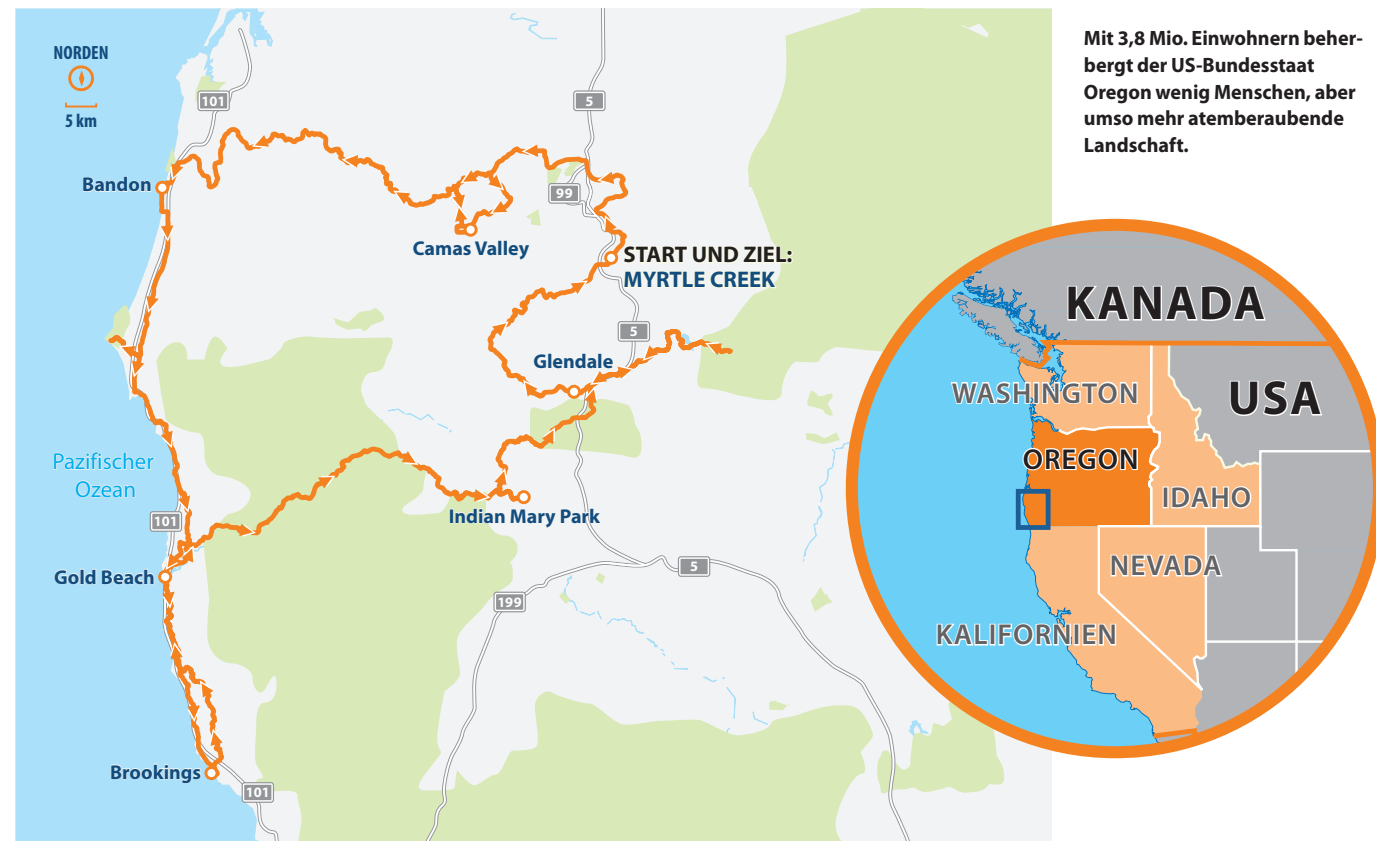 NORDEN
5 km
101
5
Bandon
99
Camas Valley
START UND ZIEL:
MYRTLE CREEK
5
Glendale
Pazifischer
Ozean
Indian Mary Park
101
Gold Beach
5
199
Brookings
101
Mit 3,8 Mio. Einwohnern beher-
bergt der US-Bundesstaat
Oregon wenig Menschen, aber
umso mehr atemberaubende
Landschaft.
KANADA
WASHINGTON
USA
OREGON
IDAHO
NEVADA
KALIFORNIEN